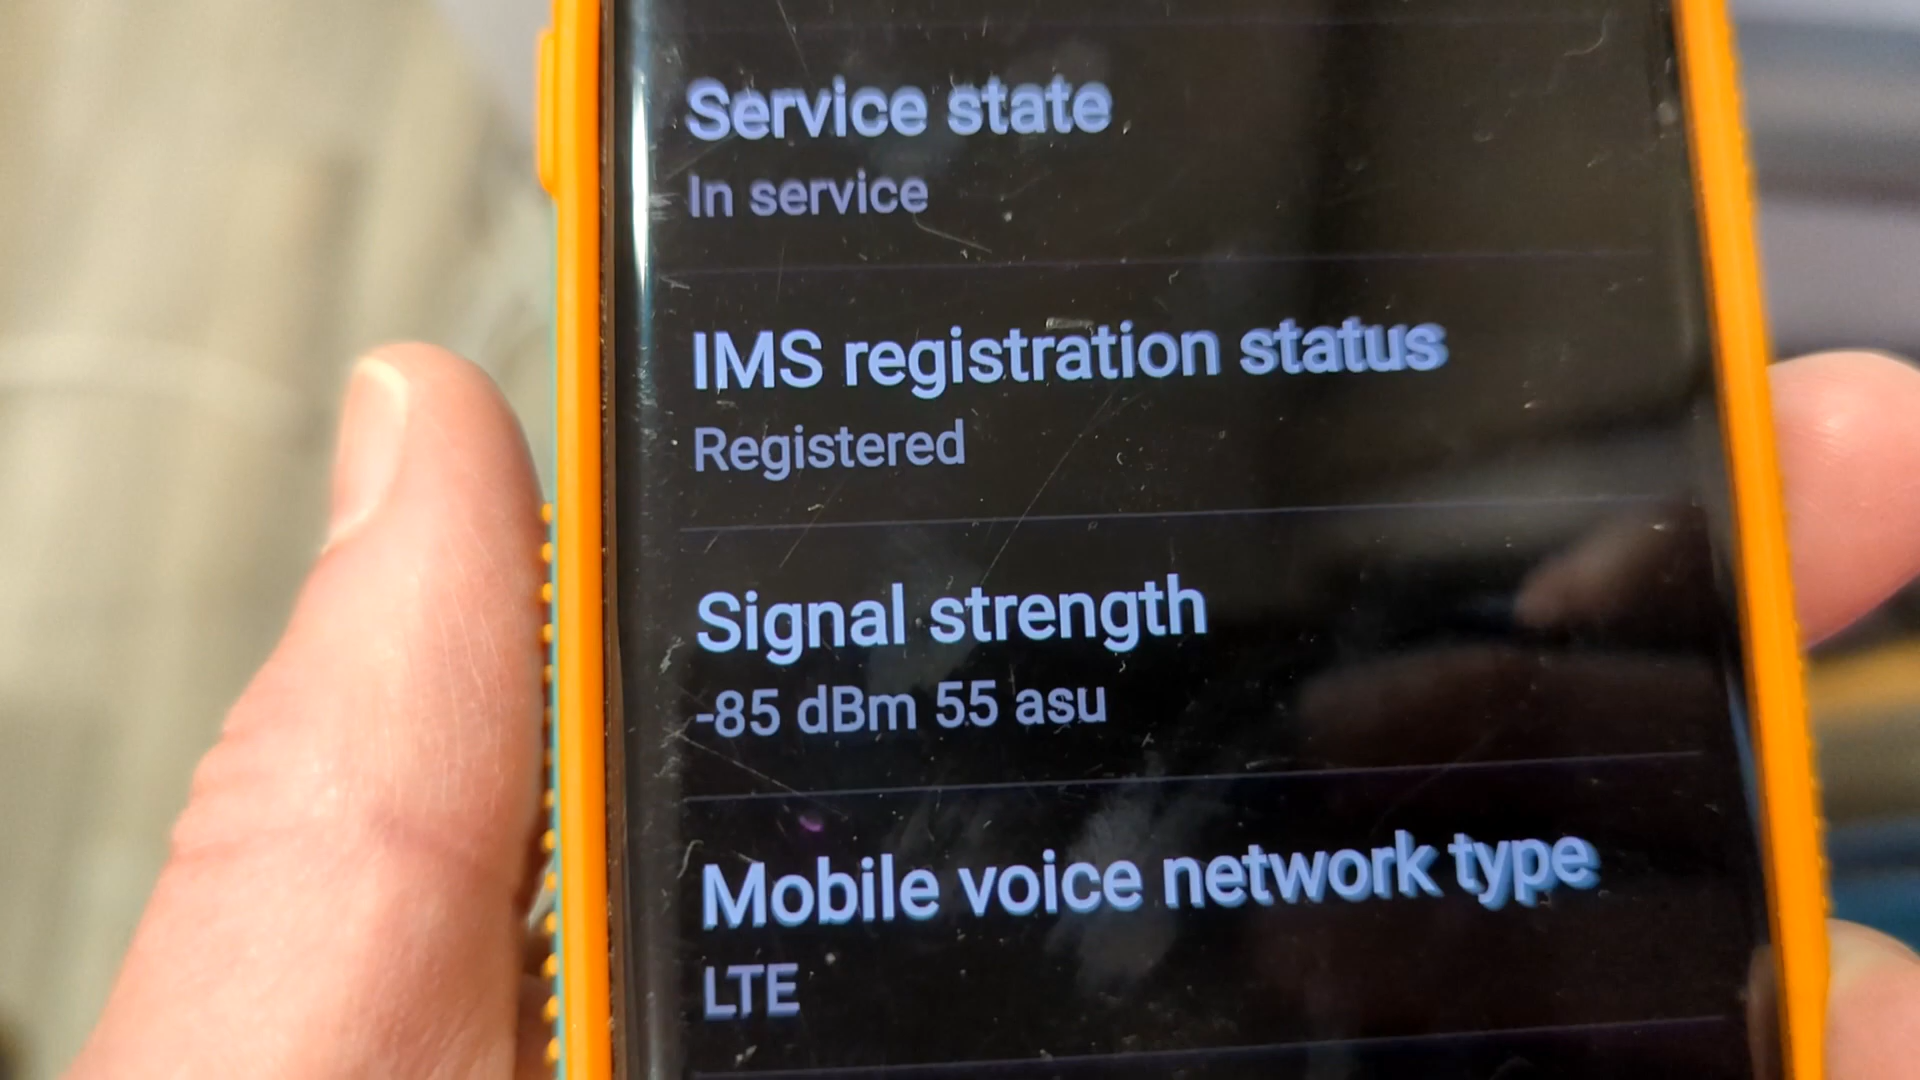 Service state
In service
IMS registration status
Registered
Signal strength
-85 dBm 55 asu
Mobile voice network type
LTE